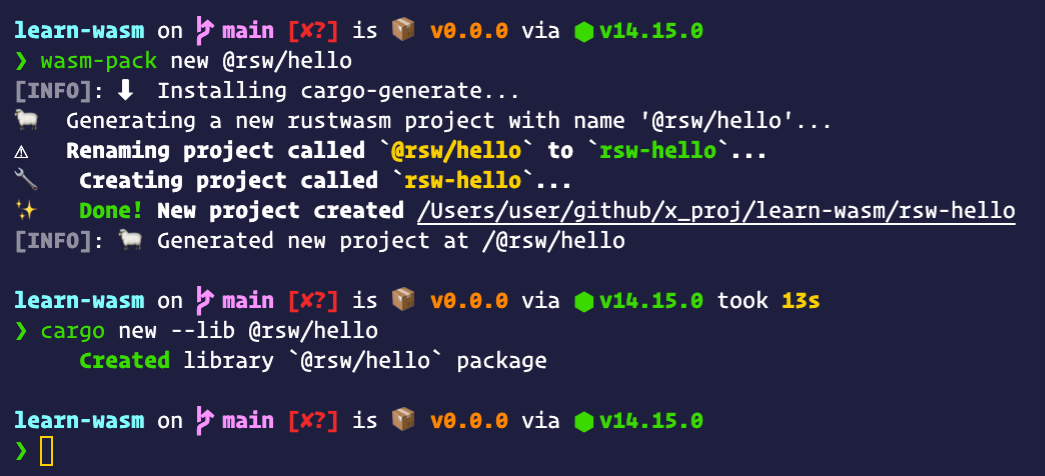 learn-wasm on main [✘?] is 📦 v0.0.0 via ⬢ v14.15.0
❯ wasm-pack new @rsw/hello
[INFO]: ⬇ Installing cargo-generate...
🐑 Generating a new rustwasm project with name '@rsw/hello'...
⚠ Renaming project called `@rsw/hello` to `rsw-hello`...
🔧 Creating project called `rsw-hello`...
✨ Done! New project created /Users/user/github/x_proj/learn-wasm/rsw-hello
[INFO]: 🐑 Generated new project at /@rsw/hello
learn-wasm on main [✘?] is 📦 v0.0.0 via ⬢ v14.15.0 took 13s
❯ cargo new --lib @rsw/hello
Created library `@rsw/hello` package
learn-wasm on main [✘?] is 📦 v0.0.0 via ⬢ v14.15.0
❯